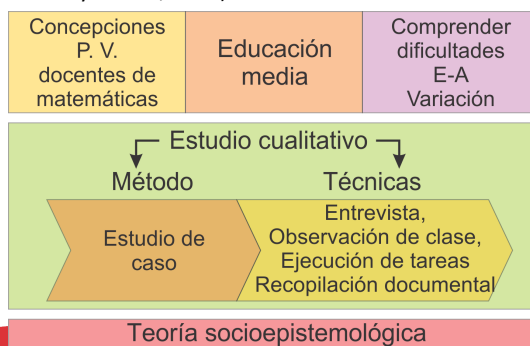 Concepciones
P. V.
docentes de
matemáticas
Educación
media
Comprender
dificultades
E-A
Variación
Estudio cualitativo
Método
Técnicas
Estudio de
caso
Entrevista,
Observación de clase,
Ejecución de tareas
Recopilación documental
Teoría socioepistemológica